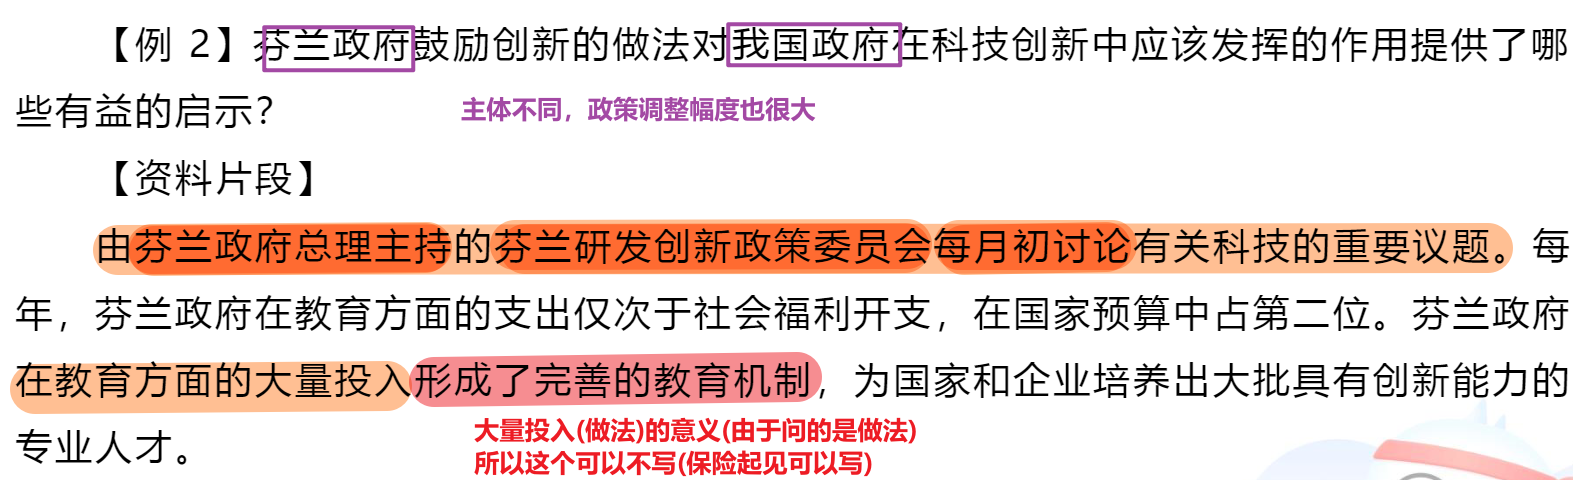 【例 2】芬兰政府鼓励创新的做法对我国政府在科技创新中应该发挥的作用提供了哪
些有益的启示？
主体不同，政策调整幅度也很大
【资料片段】
由芬兰政府总理主持的芬兰研发创新政策委员会每月初讨论有关科技的重要议题。每
年，芬兰政府在教育方面的支出仅次于社会福利开支，在国家预算中占第二位。芬兰政府
在教育方面的大量投入形成了完善的教育机制，为国家和企业培养出大批具有创新能力的
专业人才。
大量投入(做法)的意义(由于问的是做法)
所以这个可以不写(保险起见可以写)